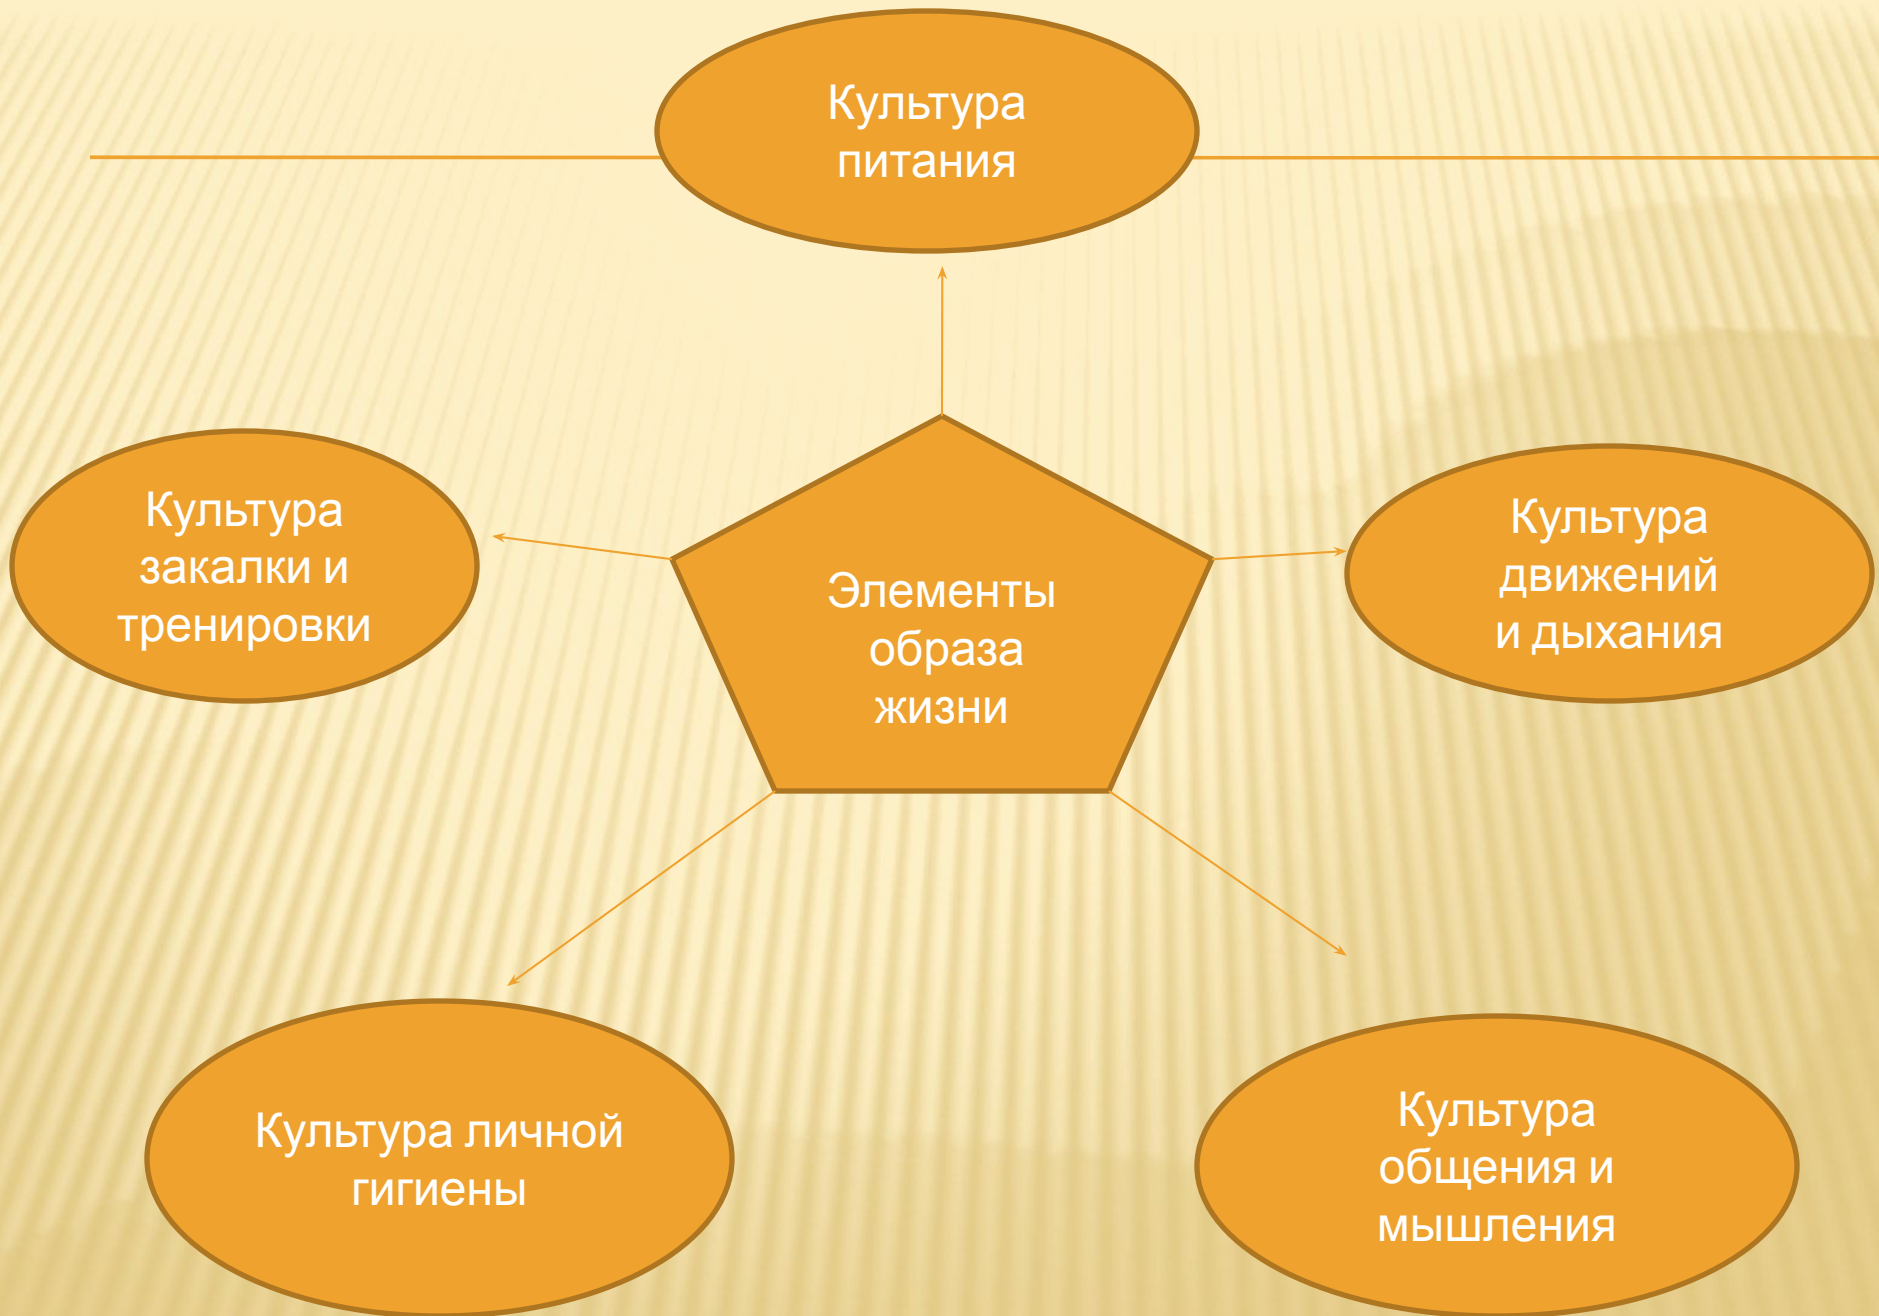 Культура
питания
Культура
закалки и
тренировки
Элементы
образа
жизни
Культура
движений
и дыхания
Культура личной
гигиены
Культура
общения и
мышления